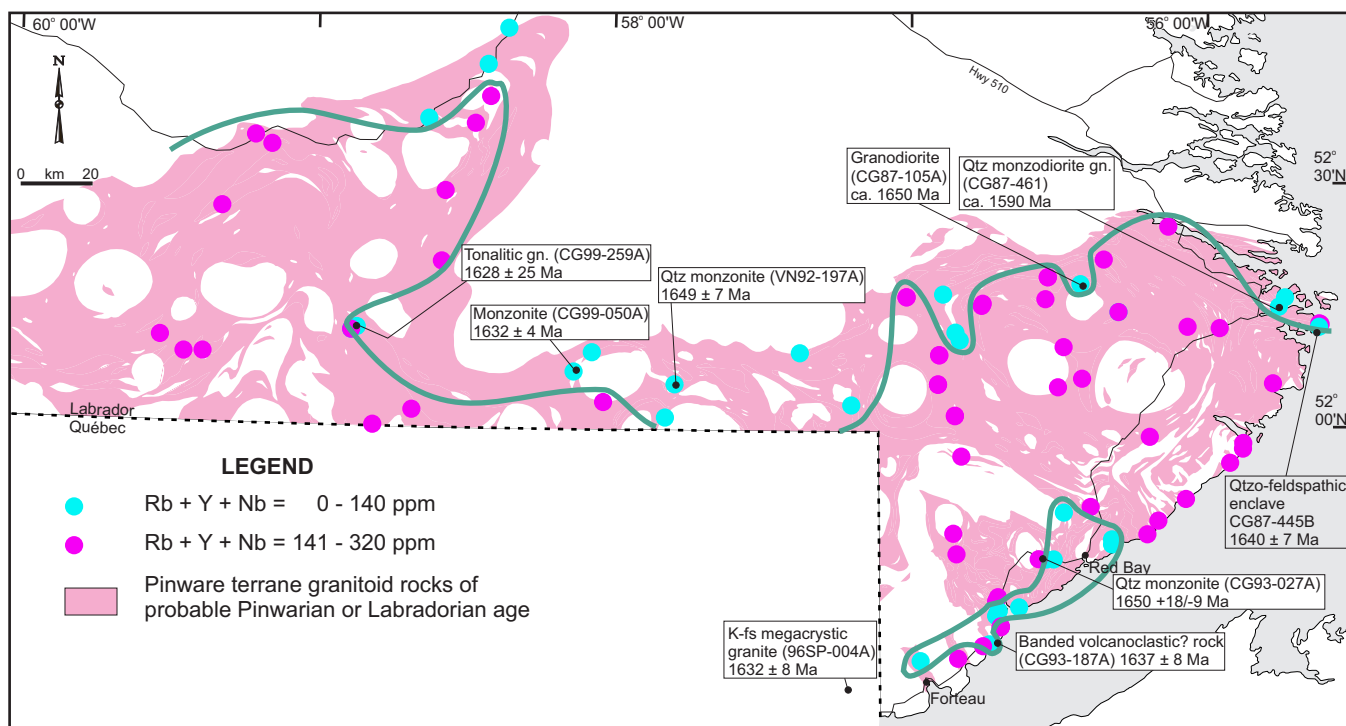 60° 00'W
58° 00'W
56° 00'W
N
Hwy 510
0 km 20
52°
30'N
Granodiorite
(CG87-105A)
ca. 1650 Ma
Qtz monzodiorite gn.
(CG87-461)
ca. 1590 Ma
Tonalitic gn. (CG99-259A)
1628 ± 25 Ma
Qtz monzonite (VN92-197A)
1649 ± 7 Ma
Monzonite (CG99-050A)
1632 ± 4 Ma
Labrador
Québec
52°
00'N
LEGEND
Rb + Y + Nb = 0 - 140 ppm
Rb + Y + Nb = 141 - 320 ppm
Pinware terrane granitoid rocks of
probable Pinwarian or Labradorian age
Qtzo-feldspathic
enclave
CG87-445B
1640 ± 7 Ma
Red Bay
Qtz monzonite (CG93-027A)
1650 +18/-9 Ma
K-fs megacrystic
granite (96SP-004A)
1632 ± 8 Ma
Banded volcanoclastic? rock
(CG93-187A) 1637 ± 8 Ma
Forteau